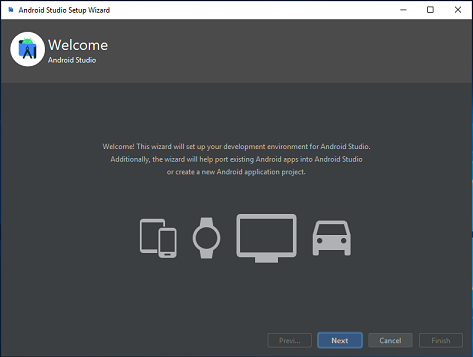 Android Studio Setup Wizard
Welcome
Android Studio
Welcome! This wizard will set up your development environment for Android Studio.
Additionally, the wizard will help port existing Android apps into Android Studio
or create a new Android application project.
Previ... Next Cancel Finish